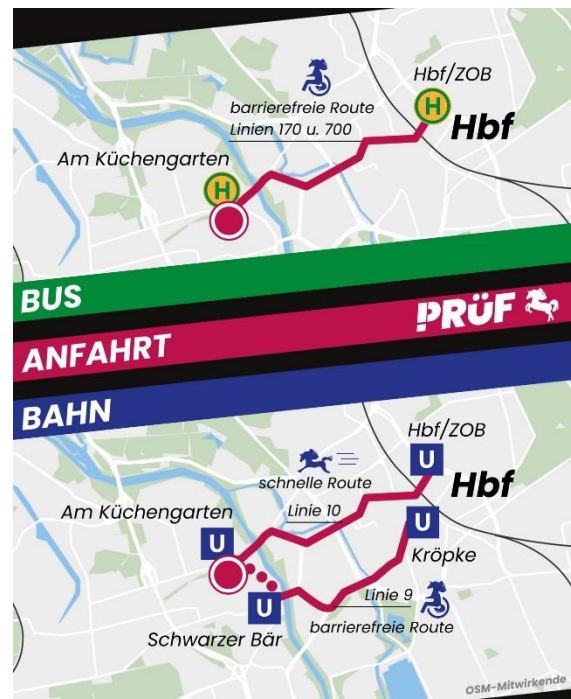 Hbf/ZOB
barrierefreie Route
Linien 170 u. 700
H
Hbf
Am Küchengarten
H
BUS
ANFAHRT
PRÜF
BAHN
Hbf/ZOB
U
schnelle Route
Hbf
Am Küchengarten
Linie 10
U
U
Kröpke
Linie 9
U
barrierefreie Route
Schwarzer Bär
OSM-Mitwirkende